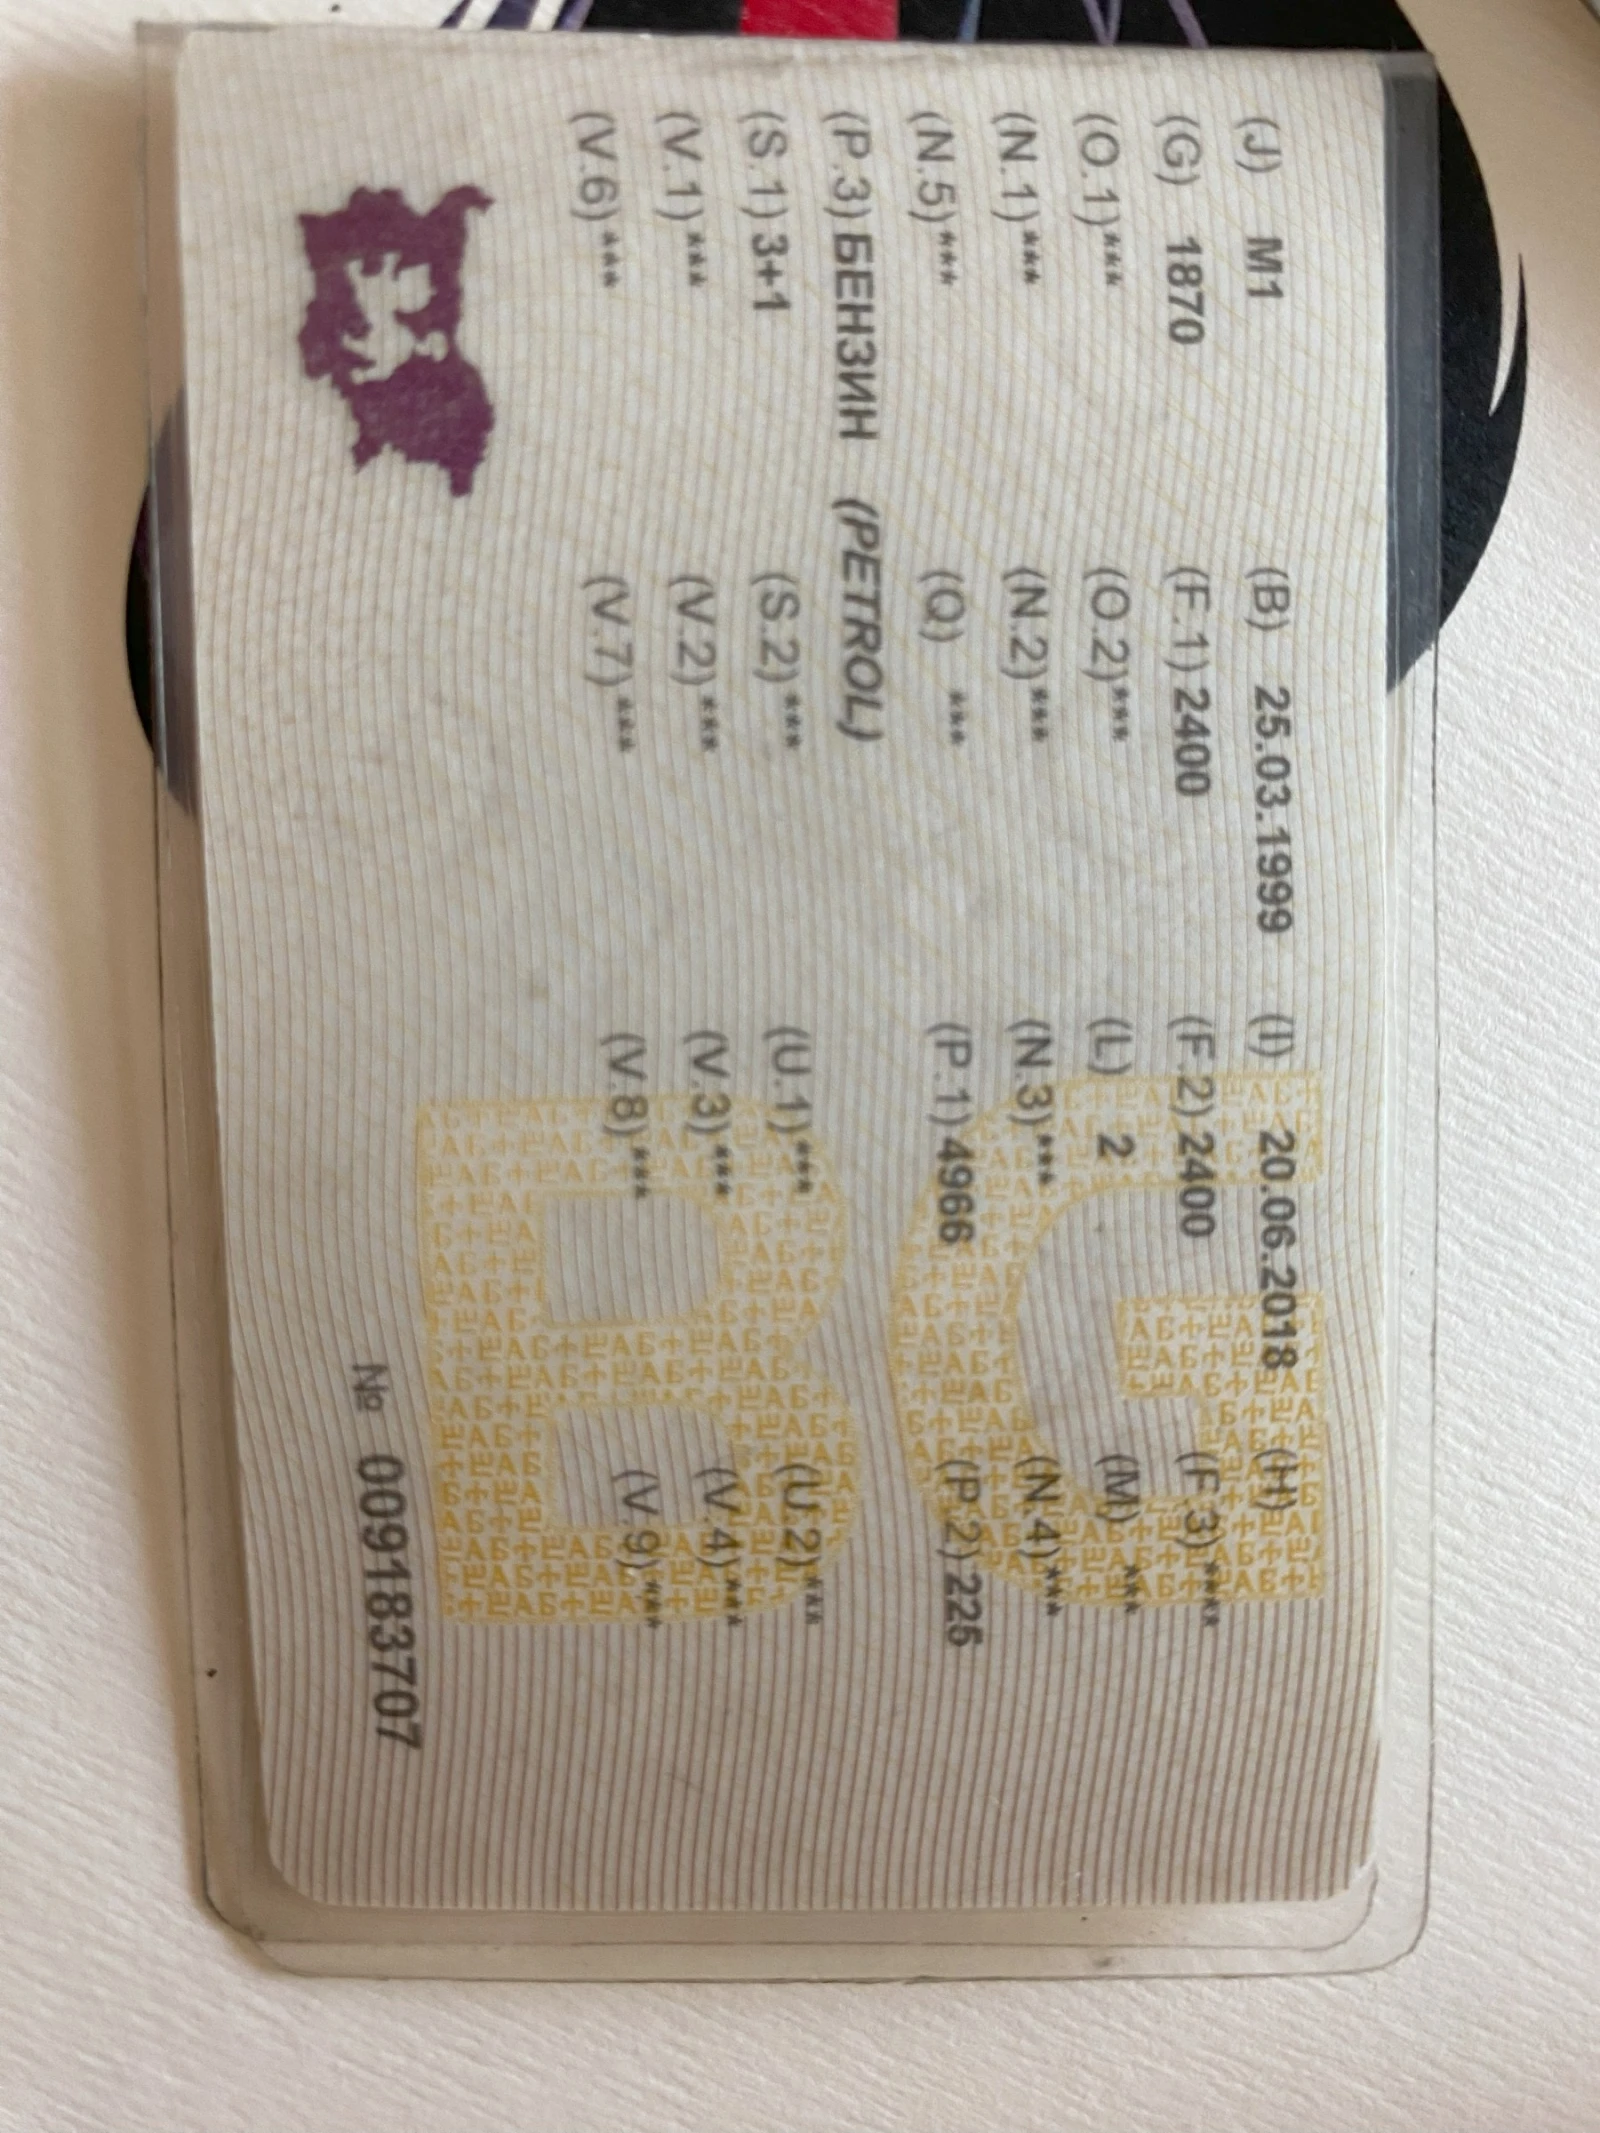 (J) M1 (B) 25.03.1999 (I) 20.06.2018 (H)
(G) 1870 (F.1) 2400 (F.2) 2400 (F.3) ****
(O.1)*** (O.2)*** (L) 2 (M) ***
(N.1)*** (N.2)*** (N.3)*** (N.4)***
(N.5)*** (Q) *** (P.1) 4966 (P.2) 225
(P.3) БЕНЗИН (PETROL)
(S.1) 3+1 (S.2)*** (U.1)*** (U.2)***
(V.1)*** (V.2)*** (V.3)*** (V.4)***
(V.6)*** (V.7)*** (V.8)*** (V.9)***
BG
№ 009183707